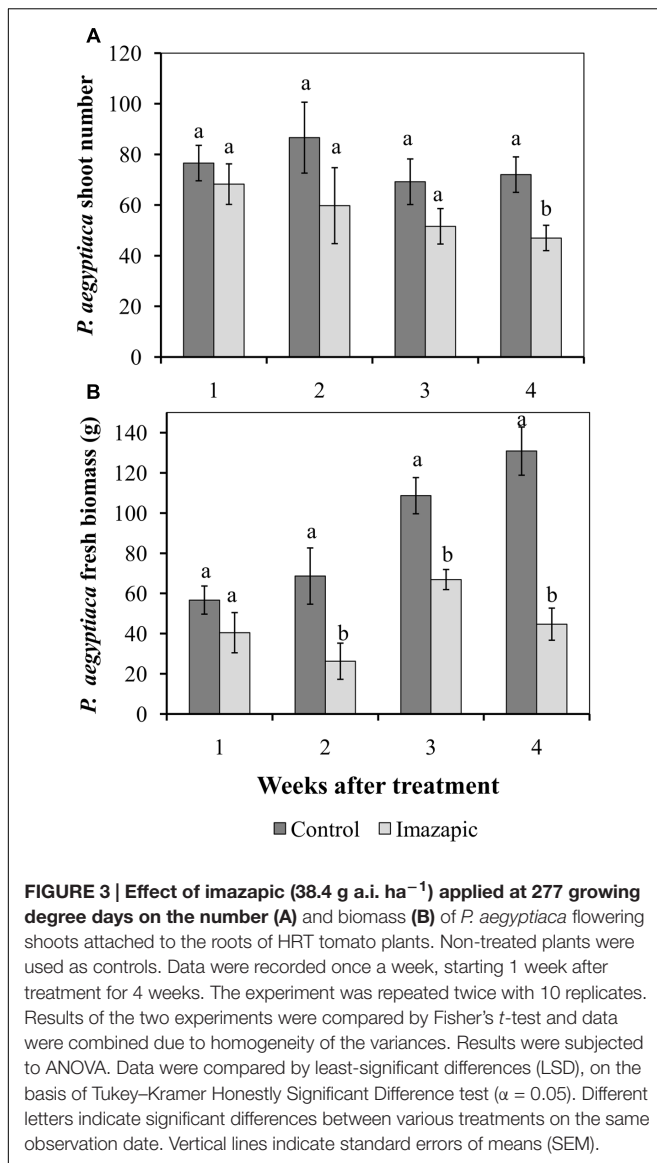 A
120
100
80
60
40
20
0
P. aegyptiaca shoot number
a a a a a a a b
1 2 3 4
B
140
120
100
80
60
40
20
0
P. aegyptiaca fresh biomass (g)
a a a b a b a b
1 2 3 4
Weeks after treatment
Control Imazapic
FIGURE 3 | Effect of imazapic (38.4 g a.i. ha−1) applied at 277 growing
degree days on the number (A) and biomass (B) of P. aegyptiaca flowering
shoots attached to the roots of HRT tomato plants. Non-treated plants were
used as controls. Data were recorded once a week, starting 1 week after
treatment for 4 weeks. The experiment was repeated twice with 10 replicates.
Results of the two experiments were compared by Fisher's t-test and data
were combined due to homogeneity of the variances. Results were subjected
to ANOVA. Data were compared by least-significant differences (LSD), on the
basis of Tukey–Kramer Honestly Significant Difference test (α = 0.05). Different
letters indicate significant differences between various treatments on the same
observation date. Vertical lines indicate standard errors of means (SEM).